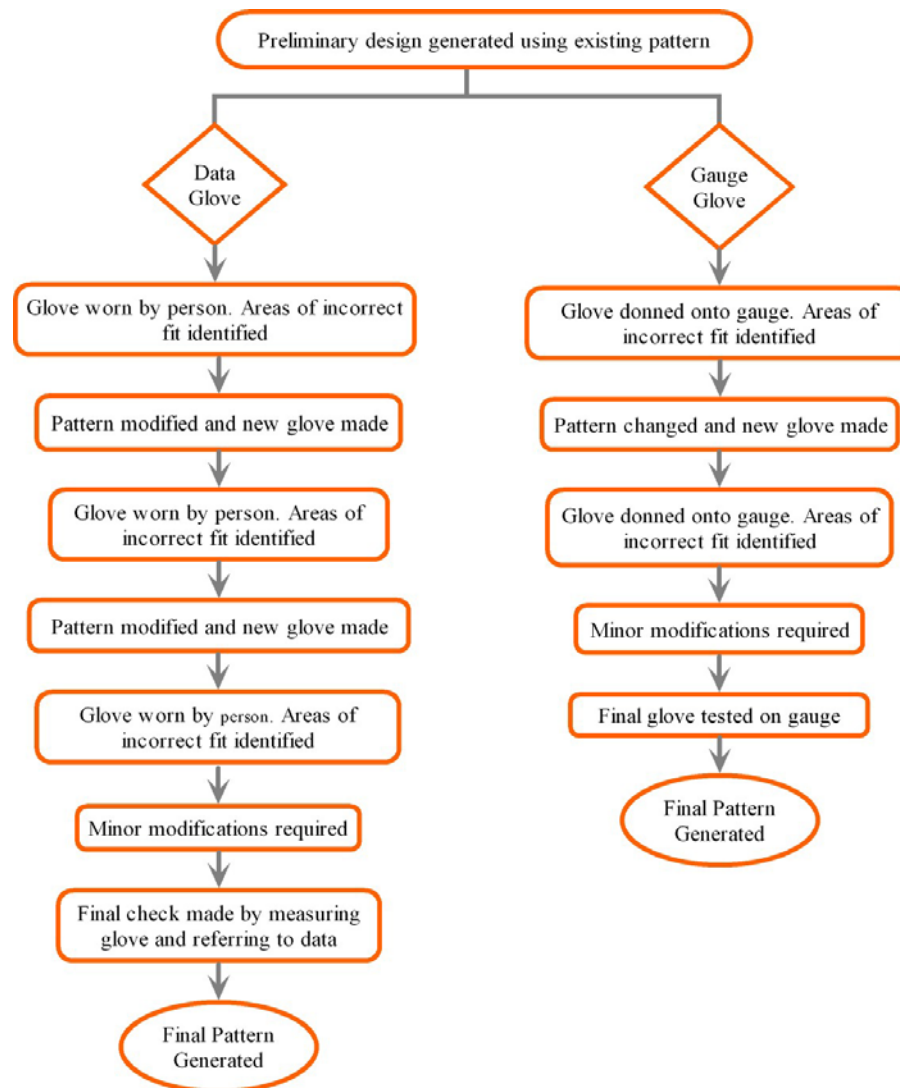 Preliminary design generated using existing pattern
Data
Glove
Glove worn by person. Areas of incorrect
fit identified
Pattern modified and new glove made
Glove worn by person. Areas of
incorrect fit identified
Pattern modified and new glove made
Glove worn by person. Areas of
incorrect fit identified
Minor modifications required
Final check made by measuring
glove and referring to data
Final Pattern
Generated
Gauge
Glove
Glove donned onto gauge. Areas of
incorrect fit identified
Pattern changed and new glove made
Glove donned onto gauge. Areas of
incorrect fit identified
Minor modifications required
Final glove tested on gauge
Final Pattern
Generated